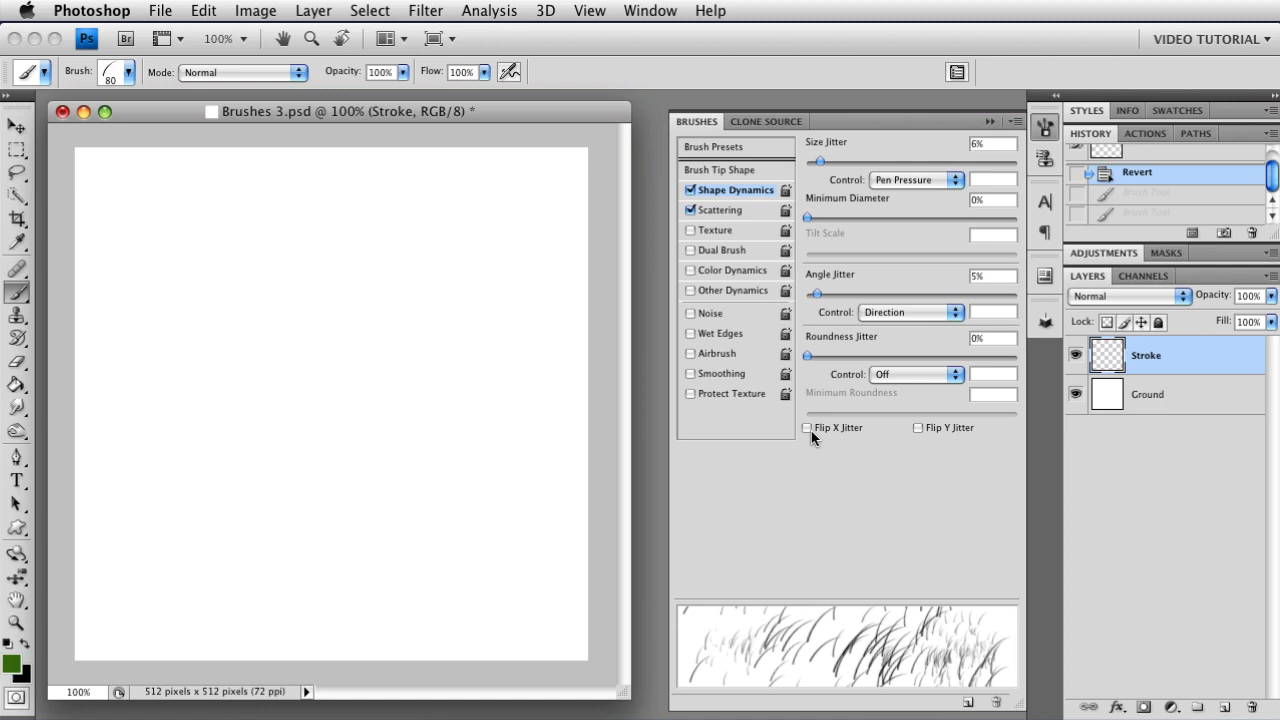 Photoshop File Edit Image Layer Select Filter Analysis 3D View Window Help
Ps Br 100% VIDEO TUTORIAL
Brush: 80 Mode: Normal Opacity: 100% Flow: 100%
Brushes 3.psd @ 100% (Stroke, RGB/8) *
100% 512 pixels x 512 pixels (72 ppi)
BRUSHES CLONE SOURCE
Brush Presets
Brush Tip Shape
Shape Dynamics
Scattering
Texture
Dual Brush
Color Dynamics
Other Dynamics
Noise
Wet Edges
Airbrush
Smoothing
Protect Texture
Size Jitter 6%
Control: Pen Pressure
Minimum Diameter 0%
Tilt Scale
Angle Jitter 5%
Control: Direction
Roundness Jitter 0%
Control: Off
Minimum Roundness
Flip X Jitter Flip Y Jitter
STYLES INFO SWATCHES
HISTORY ACTIONS PATHS
Revert
Brush Tool
Brush Tool
ADJUSTMENTS MASKS
LAYERS CHANNELS
Normal Opacity: 100%
Lock: Fill: 100%
Stroke
Ground